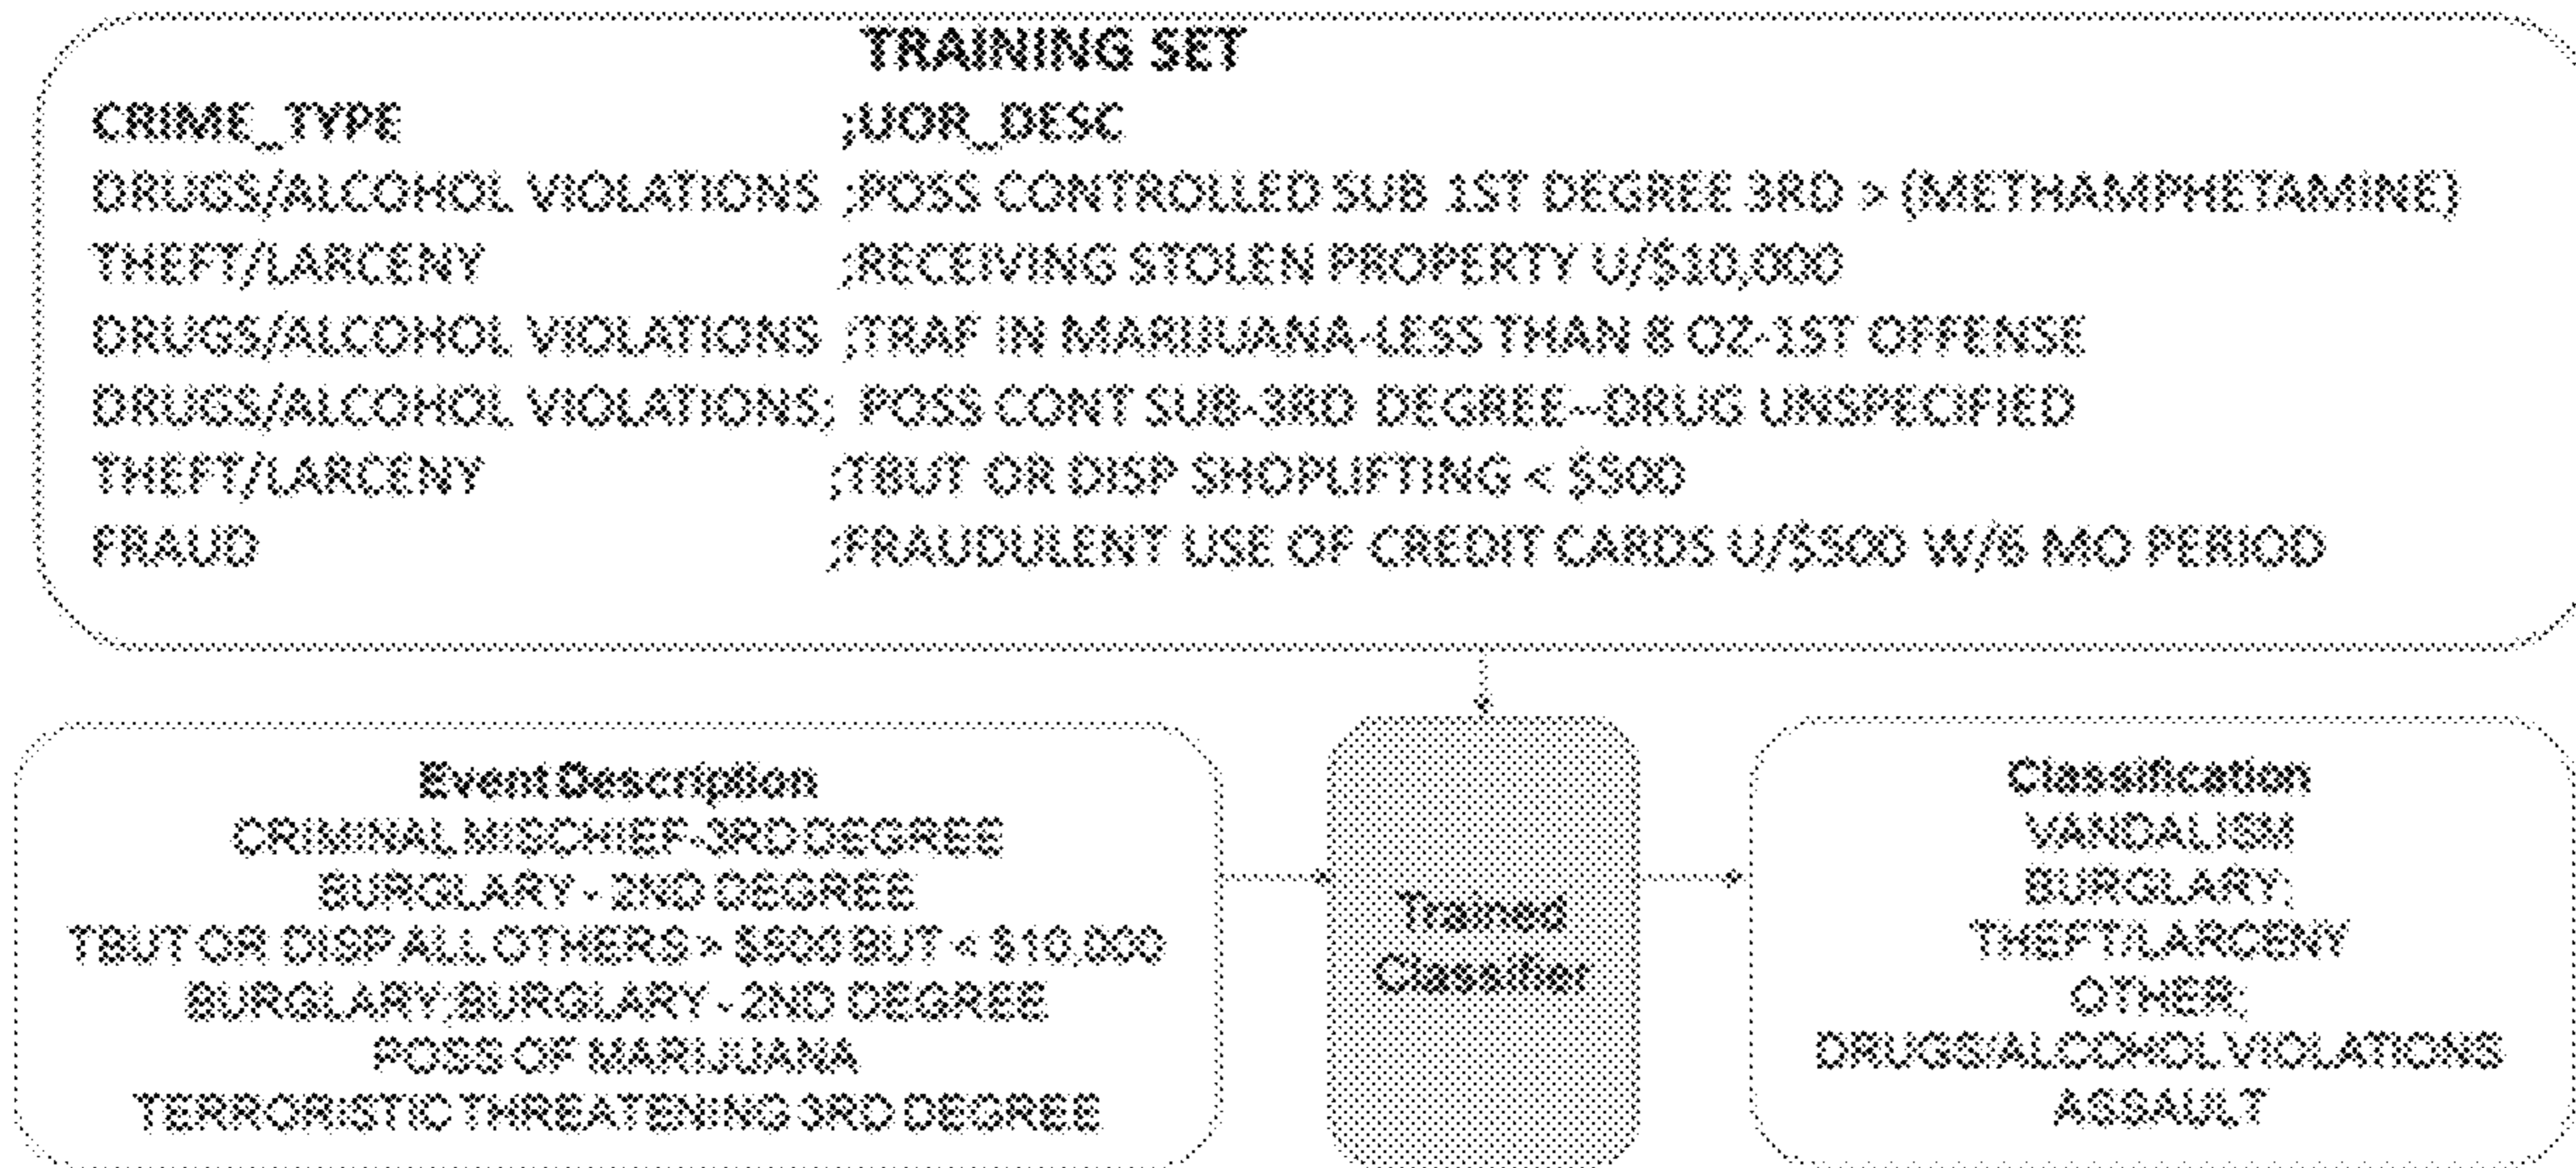 TRAINING SET
CRIME_TYPE ;UOR_DESC
DRUGS/ALCOHOL VIOLATIONS ;POSS CONTROLLED SUB 1ST DEGREE 3RD > (METHAMPHETAMINE)
THEFT/LARCENY ;RECEIVING STOLEN PROPERTY U/$10,000
DRUGS/ALCOHOL VIOLATIONS ;TRAF IN MARIJUANA-LESS THAN 8 OZ-1ST OFFENSE
DRUGS/ALCOHOL VIOLATIONS; POSS CONT SUB-3RD DEGREE--DRUG UNSPECIFIED
THEFT/LARCENY ;TBUT OR DISP SHOPLIFTING < $500
FRAUD ;FRAUDULENT USE OF CREDIT CARDS U/$500 W/6 MO PERIOD
Event Description
CRIMINAL MISCHIEF-3RD DEGREE
BURGLARY - 2ND DEGREE
TBUT OR DISP ALL OTHERS > $500 BUT < $10,000
BURGLARY;BURGLARY - 2ND DEGREE
POSS OF MARIJUANA
TERRORISTIC THREATENING 3RD DEGREE
Trained
Classifier
Classification
VANDALISM
BURGLARY;
THEFT/LARCENY
OTHER;
DRUGS/ALCOHOL VIOLATIONS
ASSAULT